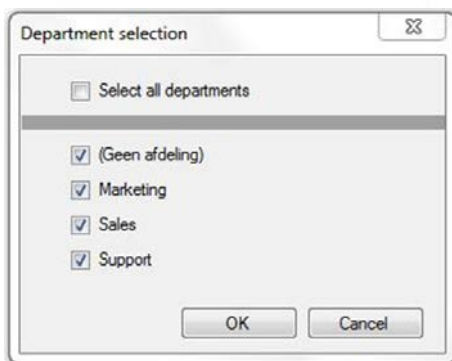 Department selection
Select all departments
(Geen afdeling)
Marketing
Sales
Support
OK Cancel